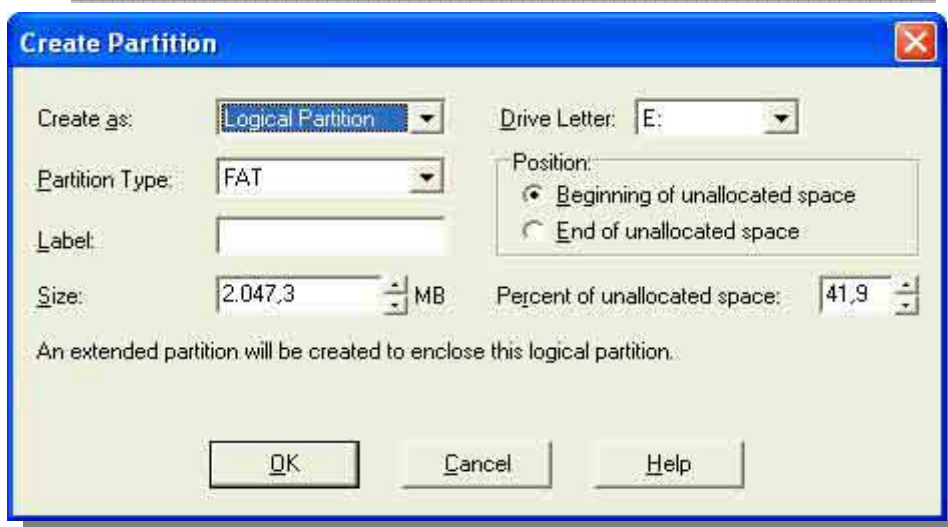 Create Partition
Create as: Logical Partition Drive Letter: E:
Partition Type: FAT Position:
Beginning of unallocated space
Label: End of unallocated space
Size: 2.047,3 MB Percent of unallocated space: 41,9
An extended partition will be created to enclose this logical partition.
OK Cancel Help